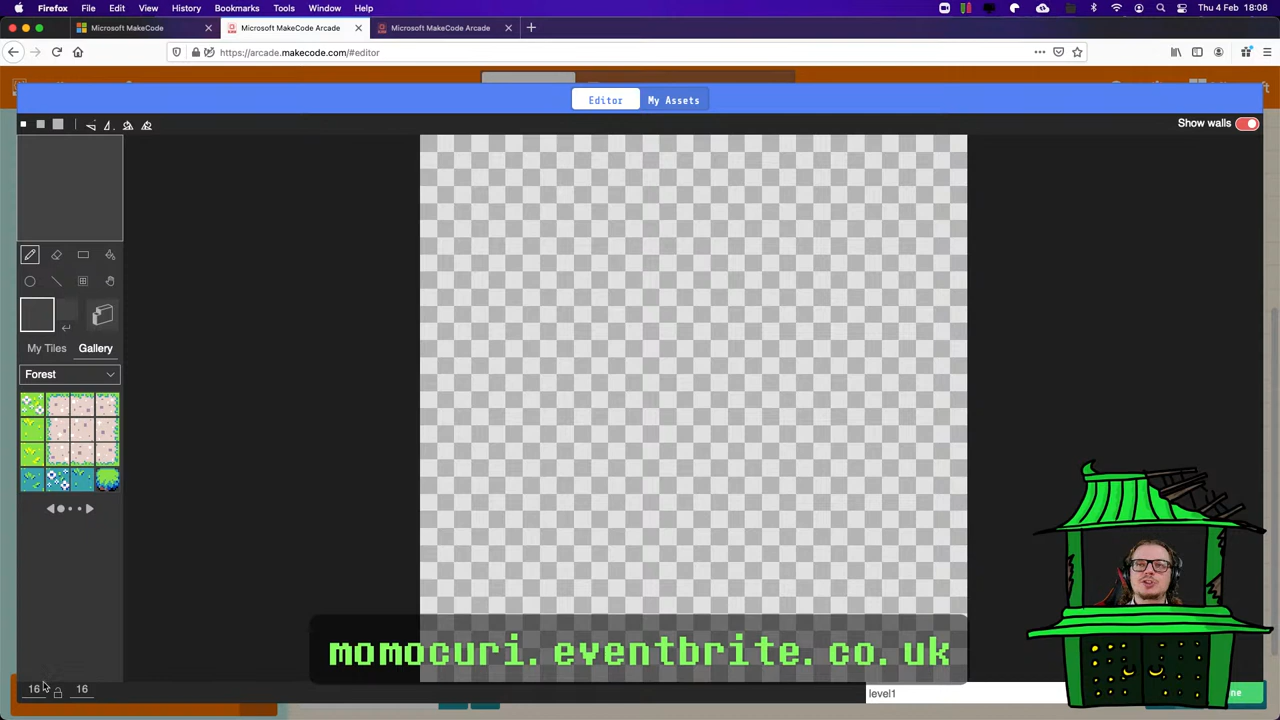 Firefox File Edit View History Bookmarks Tools Window Help
Thu 4 Feb 18:08
Microsoft MakeCode
Microsoft MakeCode Arcade
Microsoft MakeCode Arcade
https://arcade.makecode.com/#editor
Editor
My Assets
Show walls
My Tiles
Gallery
Forest
momocuri.eventbrite.co.uk
16
16
level1